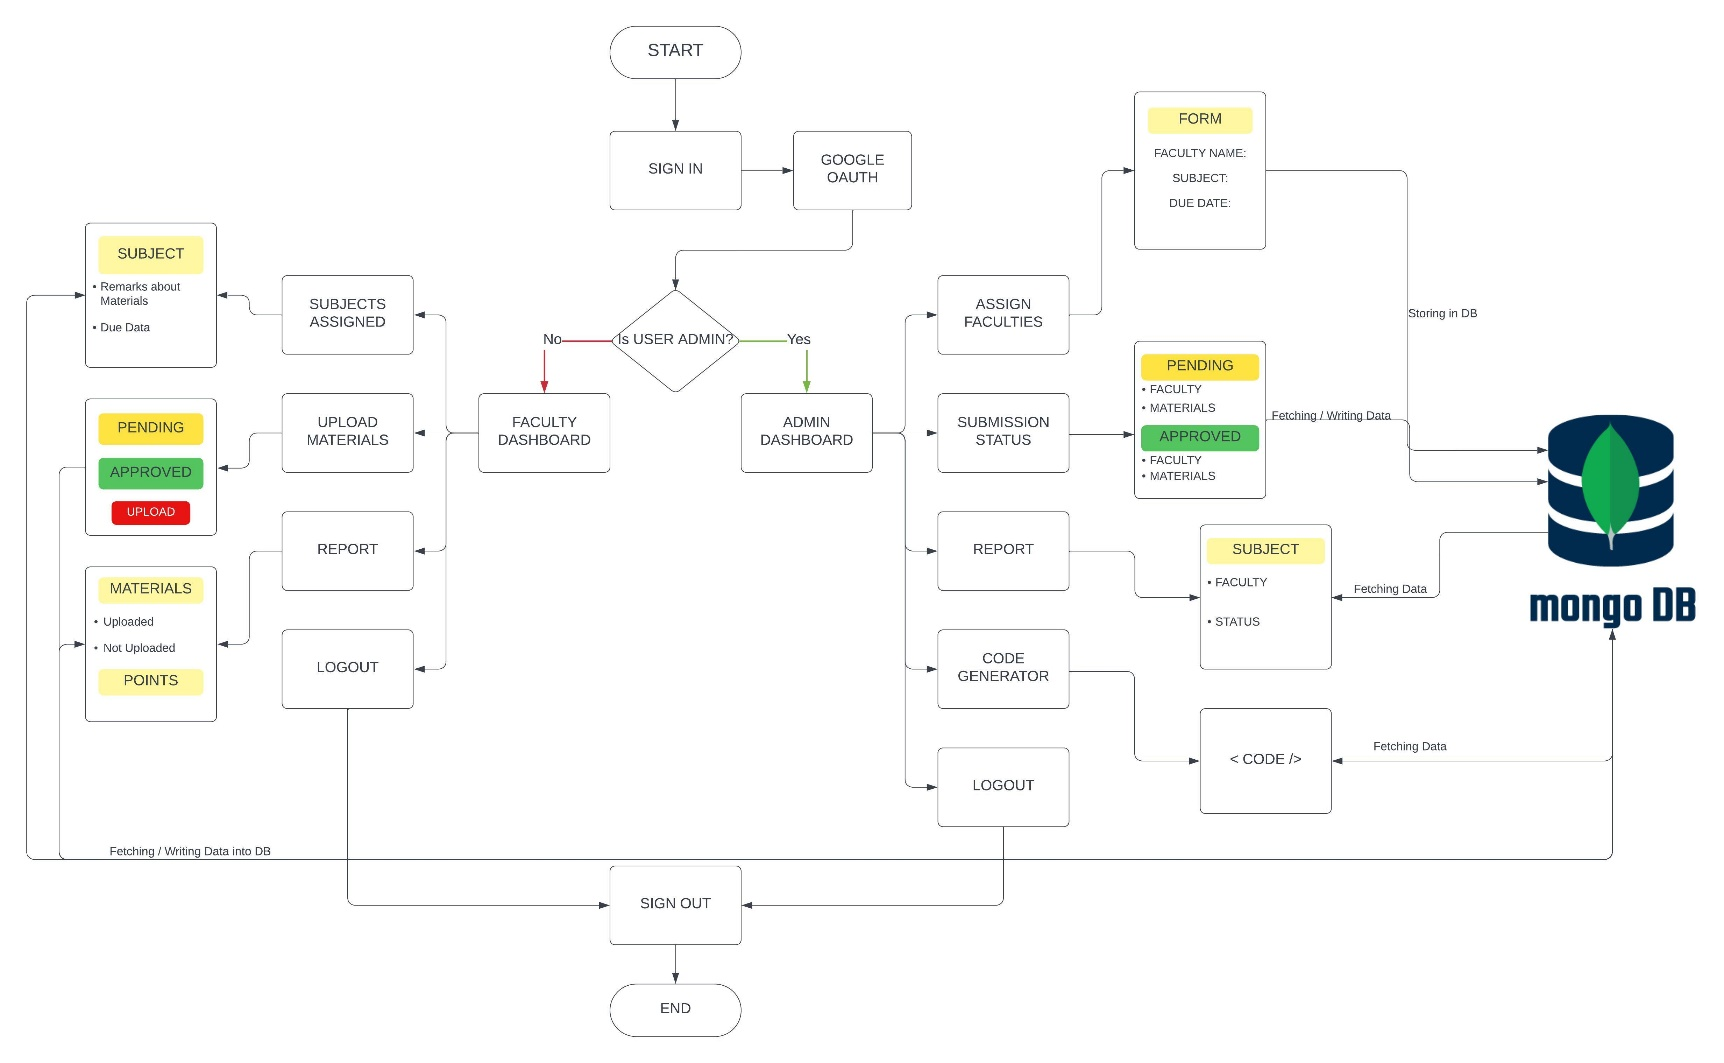 START
SIGN IN
GOOGLE
OAUTH
Is USER ADMIN?
No
Yes
FACULTY
DASHBOARD
ADMIN
DASHBOARD
SUBJECTS
ASSIGNED
UPLOAD
MATERIALS
REPORT
LOGOUT
SUBJECT
• Remarks about
Materials
• Due Data
PENDING
APPROVED
UPLOAD
MATERIALS
• Uploaded
• Not Uploaded
POINTS
ASSIGN
FACULTIES
SUBMISSION
STATUS
REPORT
CODE
GENERATOR
LOGOUT
FORM
FACULTY NAME:
SUBJECT:
DUE DATE:
PENDING
• FACULTY
• MATERIALS
APPROVED
• FACULTY
• MATERIALS
SUBJECT
• FACULTY
• STATUS
< CODE />
Storing in DB
Fetching / Writing Data
Fetching Data
Fetching Data
mongo DB
Fetching / Writing Data into DB
SIGN OUT
END